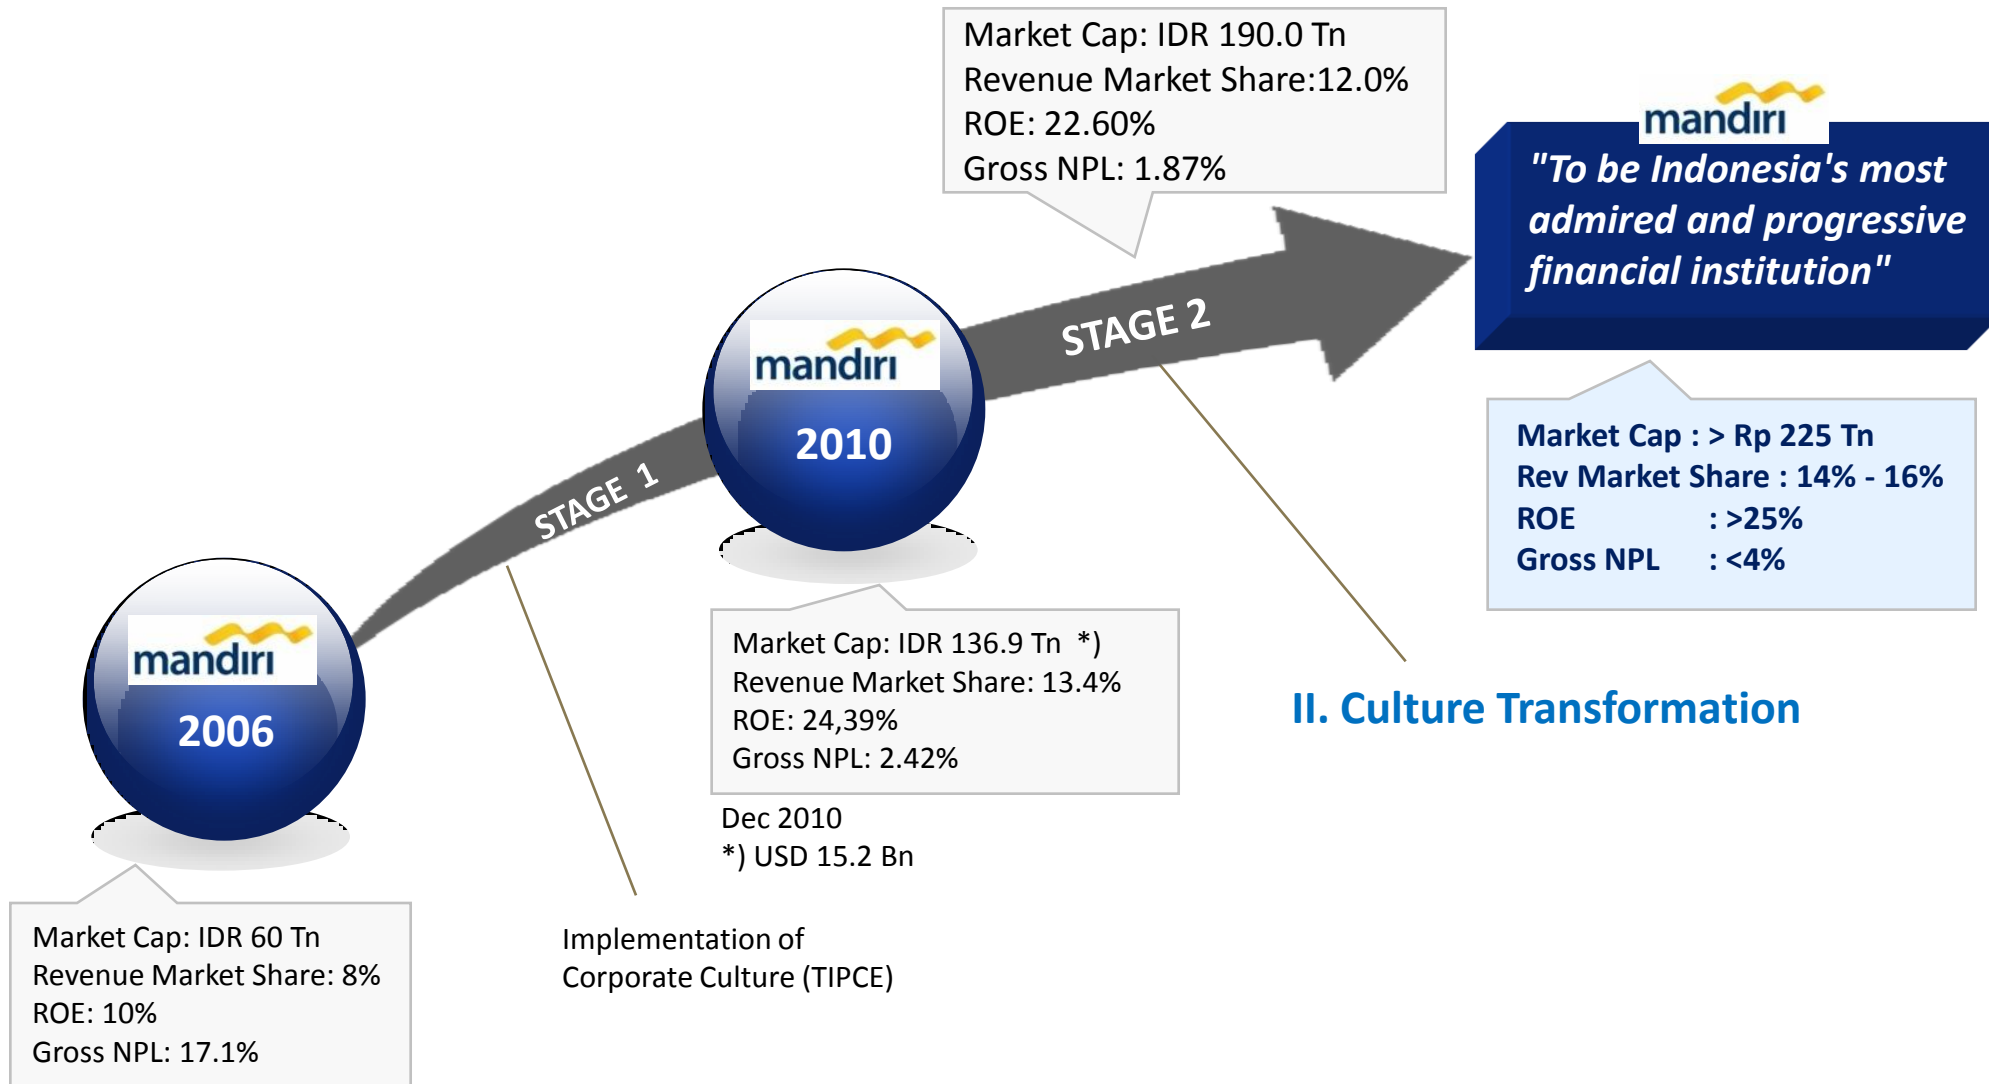 Market Cap: IDR 190.0 Tn
Revenue Market Share:12.0%
ROE: 22.60%
Gross NPL: 1.87%
mandırı
"To be Indonesia's most
admired and progressive
financial institution"
STAGE 2
mandırı
2010
Market Cap : > Rp 225 Tn
Rev Market Share : 14% - 16%
ROE : >25%
Gross NPL : <4%
STAGE 1
mandırı
2006
Market Cap: IDR 136.9 Tn *)
Revenue Market Share: 13.4%
ROE: 24,39%
Gross NPL: 2.42%
Dec 2010
*) USD 15.2 Bn
II. Culture Transformation
Implementation of
Corporate Culture (TIPCE)
Market Cap: IDR 60 Tn
Revenue Market Share: 8%
ROE: 10%
Gross NPL: 17.1%